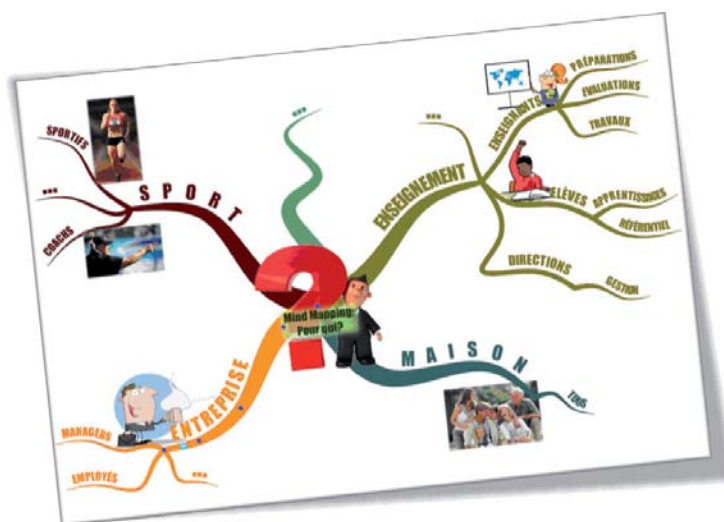 Mind Mapping:
Pour qui?
SPORT
SPORTIFS
...
COACHS
...
ENSEIGNEMENT
...
ENSEIGNANTS
PRÉPARATIONS
EVALUATIONS
TRAVAUX
ELÈVES
APPRENTISSAGES
RÉFÉRENTIEL
DIRECTIONS
GESTION
MAISON
TOUS
ENTREPRISE
MANAGERS
EMPLOYÉS
...